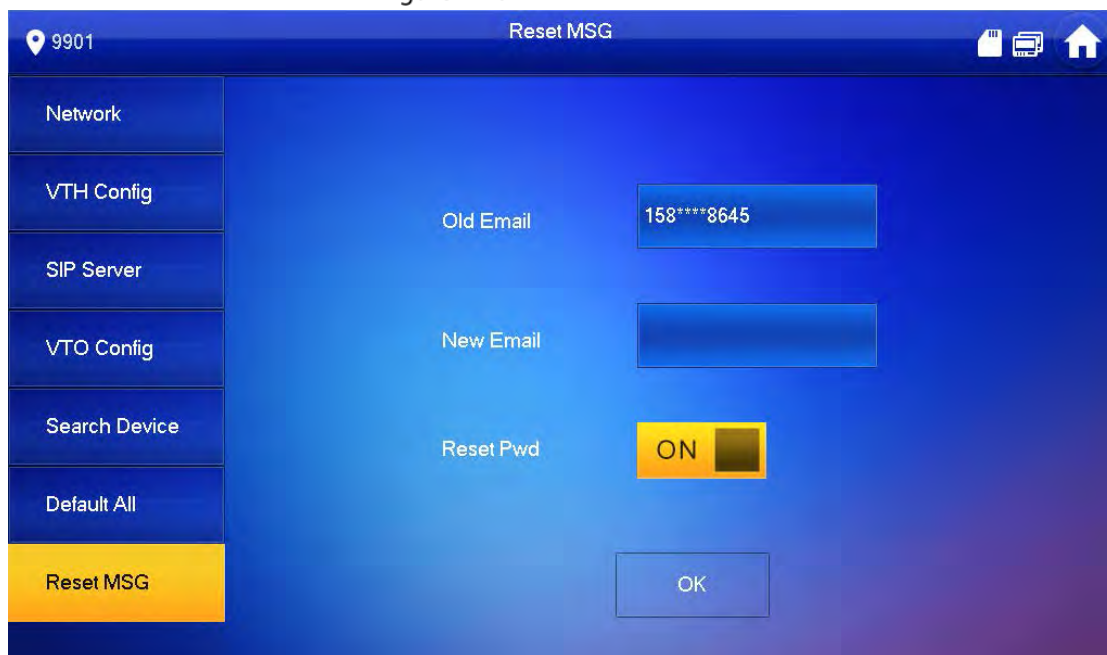 9901
Reset MSG
Network
VTH Config
SIP Server
VTO Config
Search Device
Default All
Reset MSG
Old Email
158****8645
New Email
Reset Pwd
ON
OK